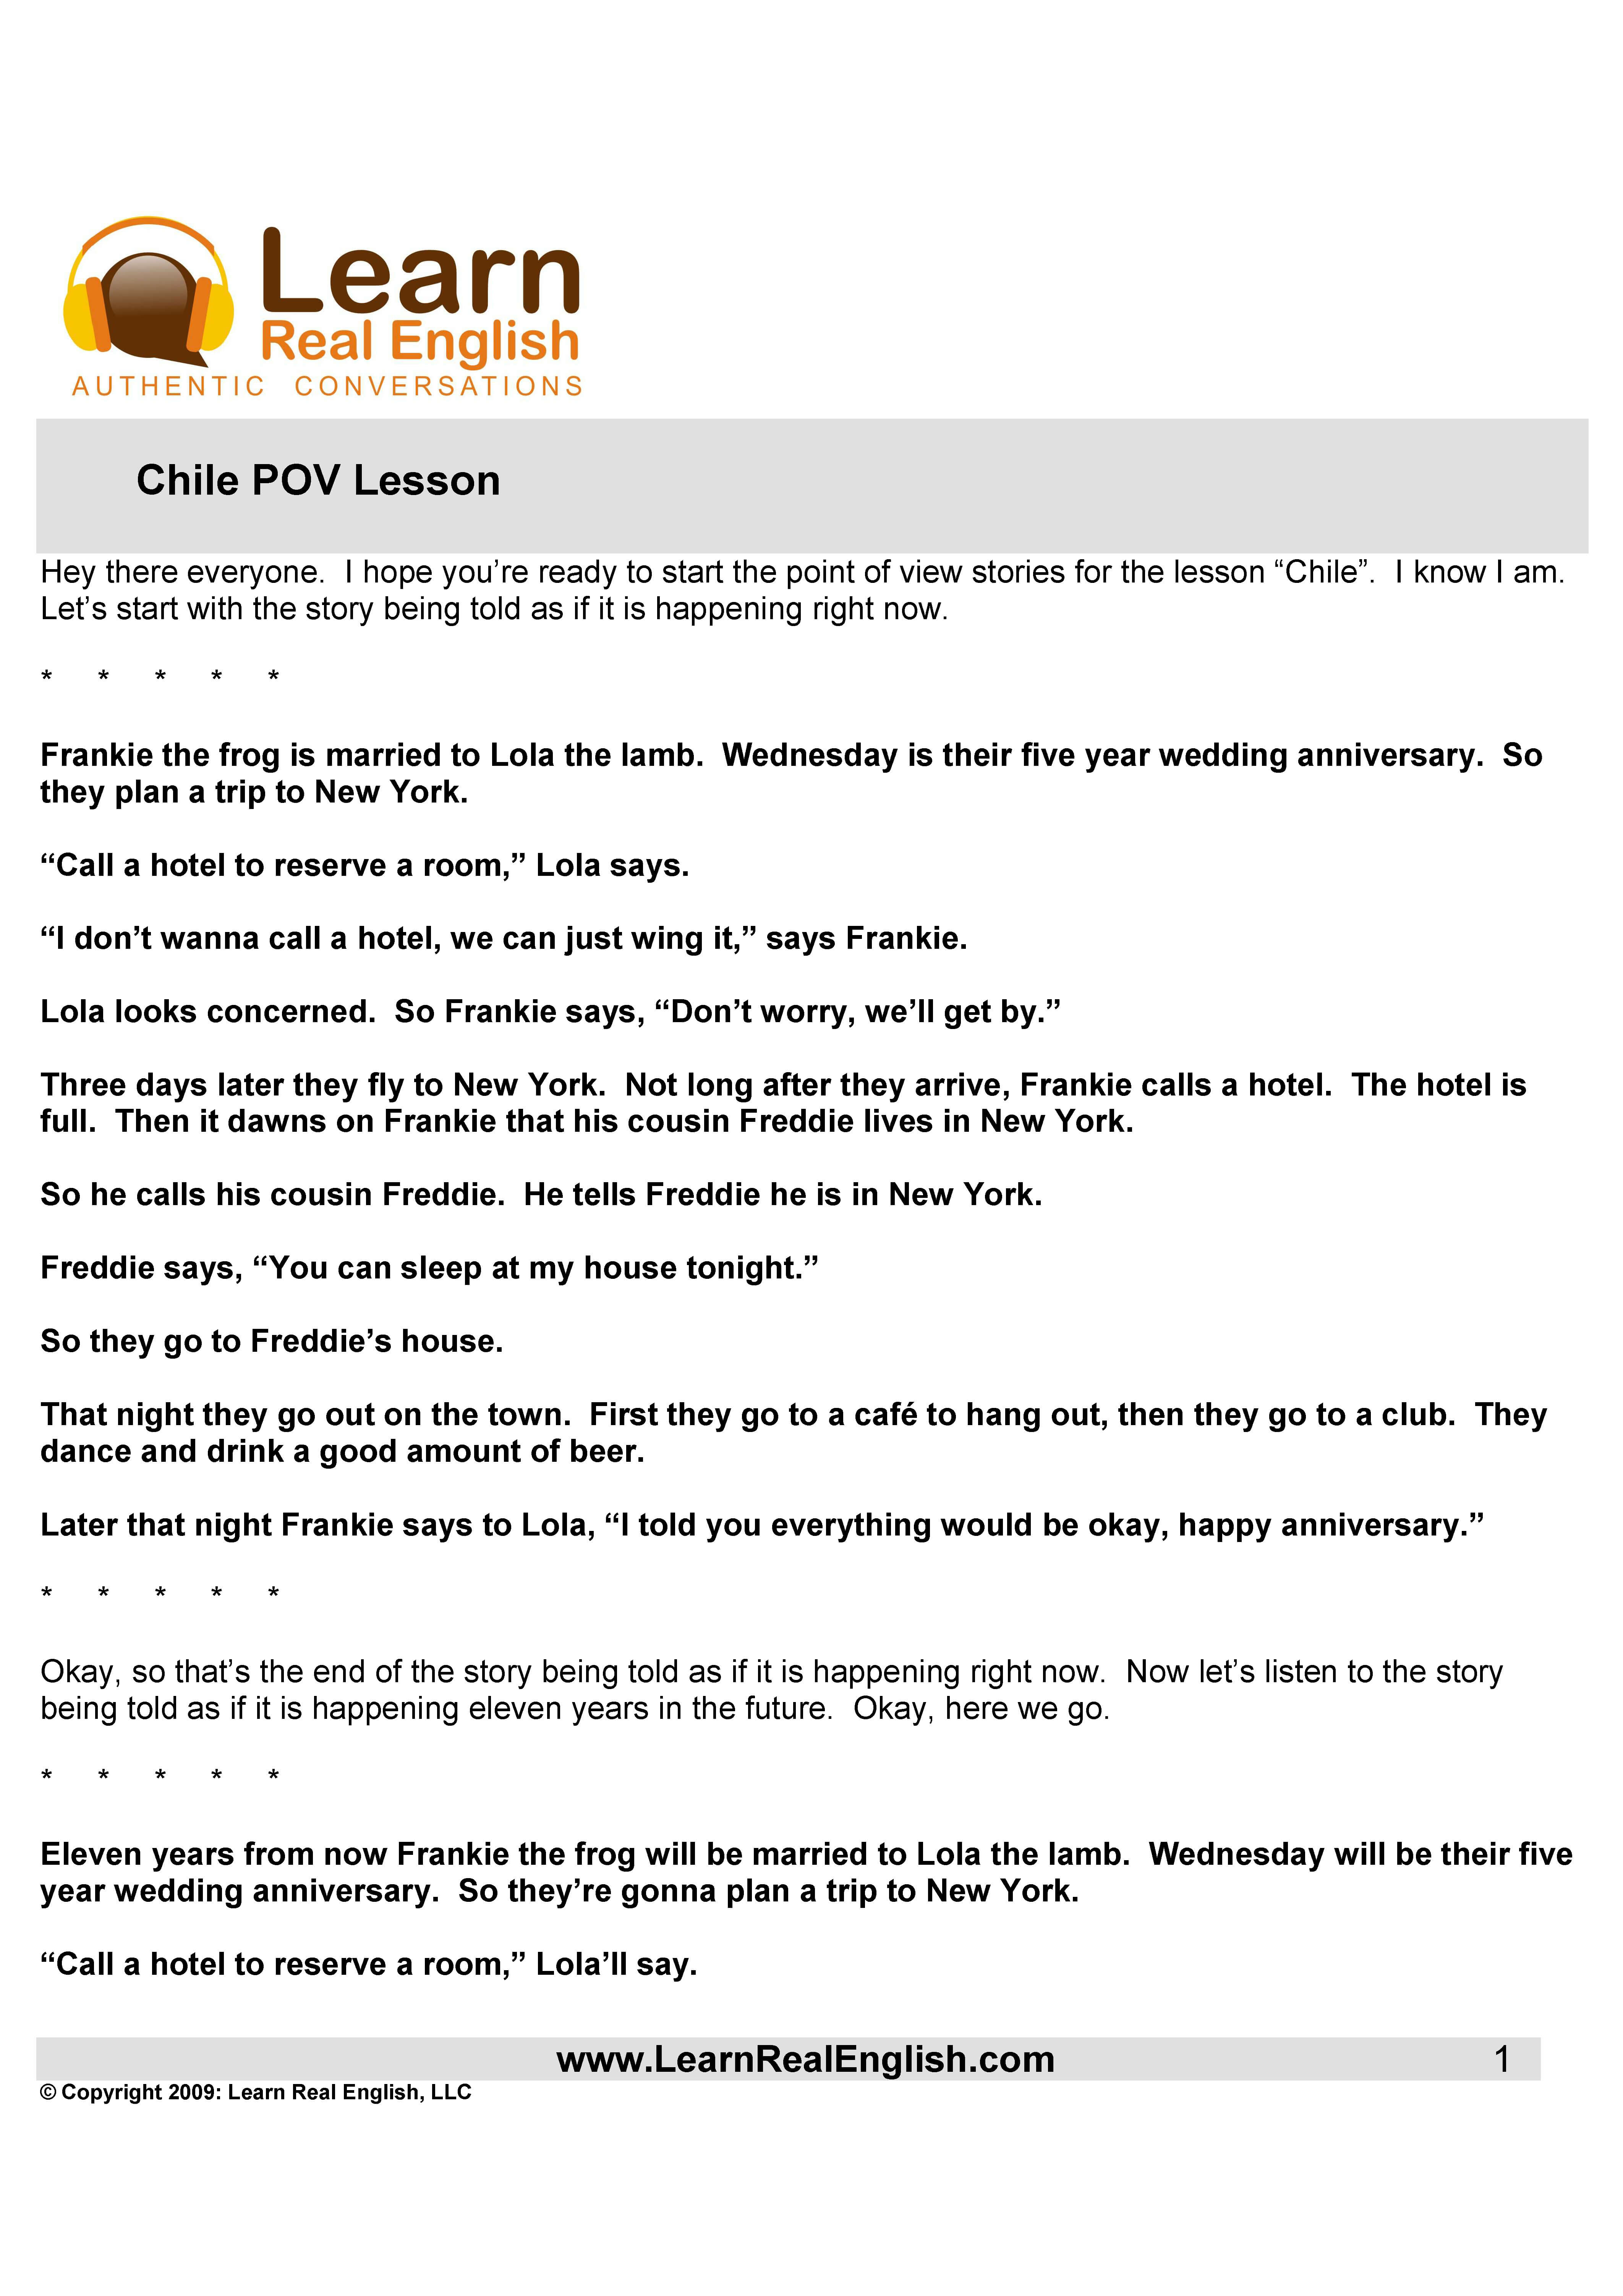 Learn
Real English
AUTHENTIC CONVERSATIONS
Chile POV Lesson
Hey there everyone.  I hope you’re ready to start the point of view stories for the lesson “Chile”.  I know I am.
Let’s start with the story being told as if it is happening right now.
* * * * *
Frankie the frog is married to Lola the lamb.  Wednesday is their five year wedding anniversary.  So
they plan a trip to New York.
“Call a hotel to reserve a room,” Lola says.
“I don’t wanna call a hotel, we can just wing it,” says Frankie.
Lola looks concerned.  So Frankie says, “Don’t worry, we’ll get by.”
Three days later they fly to New York.  Not long after they arrive, Frankie calls a hotel.  The hotel is
full.  Then it dawns on Frankie that his cousin Freddie lives in New York.
So he calls his cousin Freddie.  He tells Freddie he is in New York.
Freddie says, “You can sleep at my house tonight.”
So they go to Freddie’s house.
That night they go out on the town.  First they go to a café to hang out, then they go to a club.  They
dance and drink a good amount of beer.
Later that night Frankie says to Lola, “I told you everything would be okay, happy anniversary.”
* * * * *
Okay, so that’s the end of the story being told as if it is happening right now.  Now let’s listen to the story
being told as if it is happening eleven years in the future.  Okay, here we go.
* * * * *
Eleven years from now Frankie the frog will be married to Lola the lamb.  Wednesday will be their five
year wedding anniversary.  So they’re gonna plan a trip to New York.
“Call a hotel to reserve a room,” Lola’ll say.
www.LearnRealEnglish.com 1
© Copyright 2009: Learn Real English, LLC